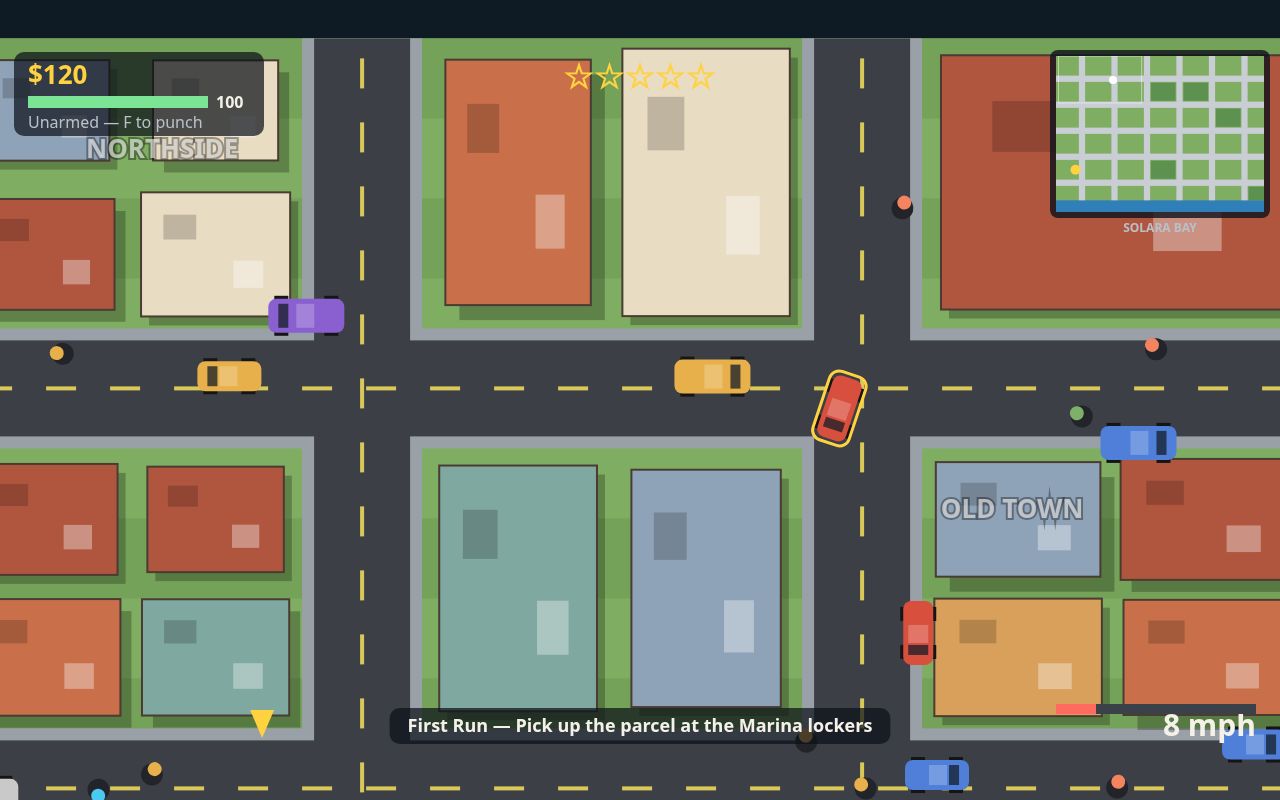 $120
100
Unarmed — F to punch
NORTHSIDE
SOLARA BAY
OLD TOWN
First Run — Pick up the parcel at the Marina lockers
8 mph